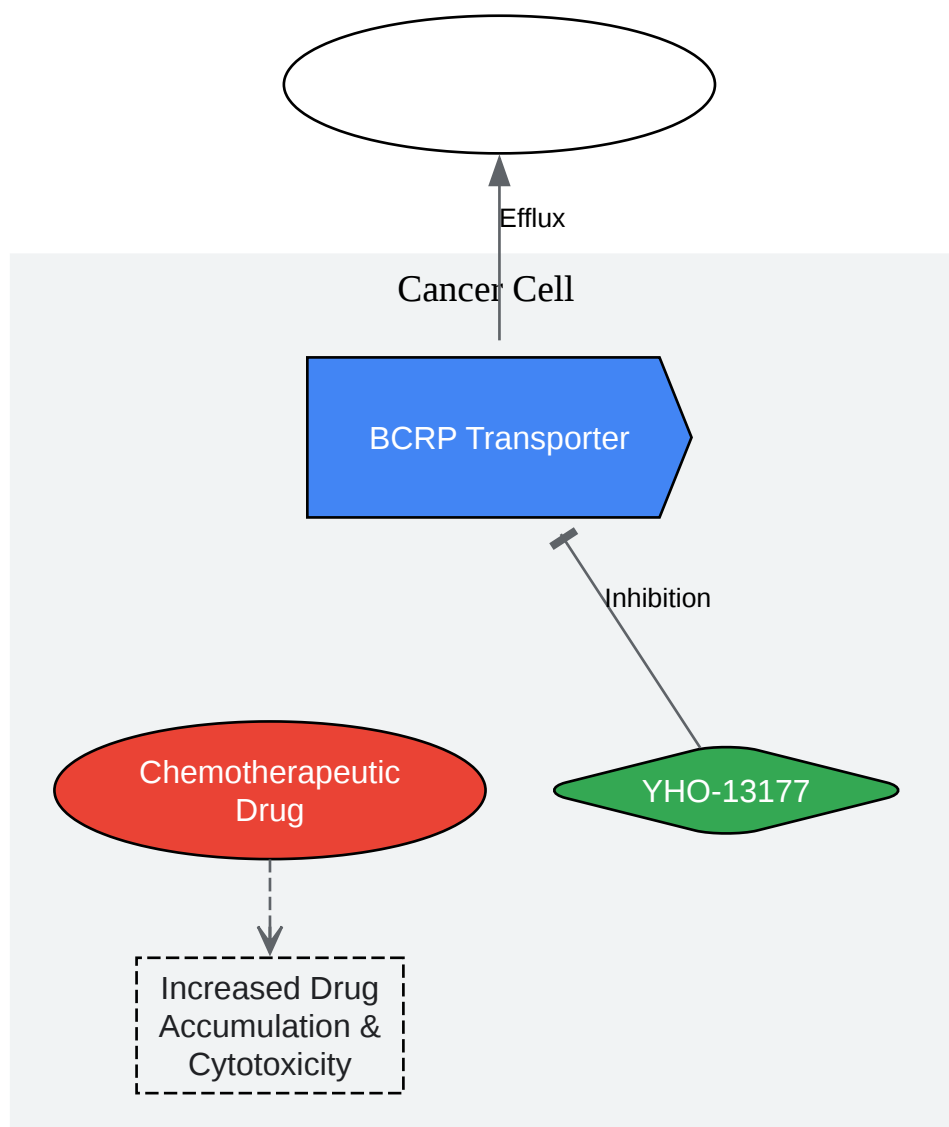 Efflux
Cancer Cell
BCRP Transporter
Inhibition
Chemotherapeutic
Drug
YHO-13177
Increased Drug
Accumulation &
Cytotoxicity